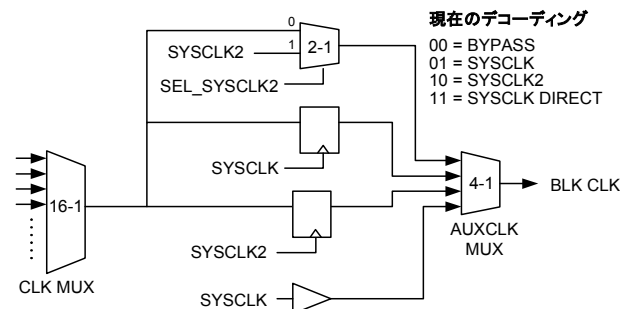 現在のデコーディング
00 = BYPASS
01 = SYSCLK
10 = SYSCLK2
11 = SYSCLK DIRECT
0
SYSCLK2
1
2-1
SEL_SYSCLK2
SYSCLK
16-1
4-1
BLK CLK
AUXCLK
MUX
SYSCLK2
CLK MUX
SYSCLK